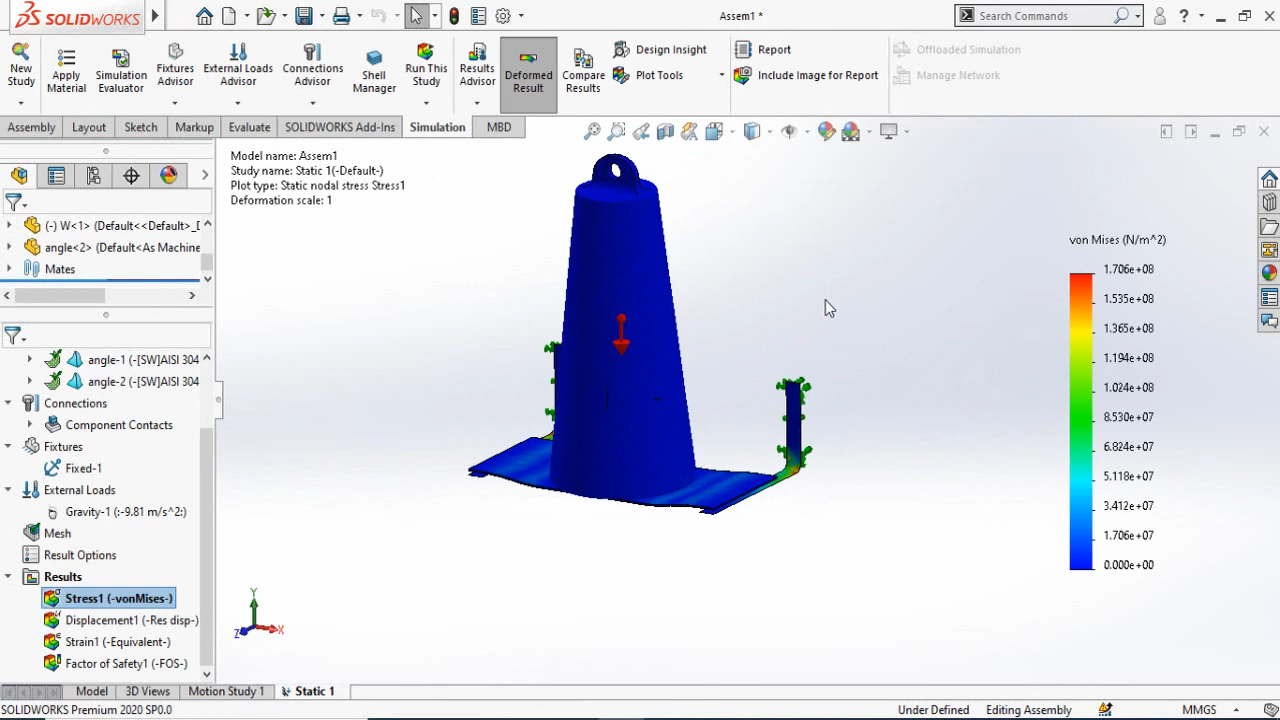 SOLIDWORKS
Assem1 *
Search Commands
?
New Study
Apply Material
Simulation Evaluator
Fixtures Advisor
External Loads Advisor
Connections Advisor
Shell Manager
Run This Study
Results Advisor
Deformed Result
Compare Results
Design Insight
Plot Tools
Report
Include Image for Report
Offloaded Simulation
Manage Network
Assembly Layout Sketch Markup Evaluate SOLIDWORKS Add-Ins Simulation MBD
Model name: Assem1
Study name: Static 1(-Default-)
Plot type: Static nodal stress Stress1
Deformation scale: 1
(-) W<1> (Default<<Default>_D
angle<2> (Default<As Machine
Mates
angle-1 (-[SW]AISI 304
angle-2 (-[SW]AISI 304
Connections
Component Contacts
Fixtures
Fixed-1
External Loads
Gravity-1 (:-9.81 m/s^2:)
Mesh
Result Options
Results
Stress1 (-vonMises-)
Displacement1 (-Res disp-)
Strain1 (-Equivalent-)
Factor of Safety1 (-FOS-)
von Mises (N/m^2)
1.706e+08
1.535e+08
1.365e+08
1.194e+08
1.024e+08
8.530e+07
6.824e+07
5.118e+07
3.412e+07
1.706e+07
0.000e+00
Y
Z
X
Model 3D Views Motion Study 1 Static 1
SOLIDWORKS Premium 2020 SP0.0
Under Defined Editing Assembly MMGS